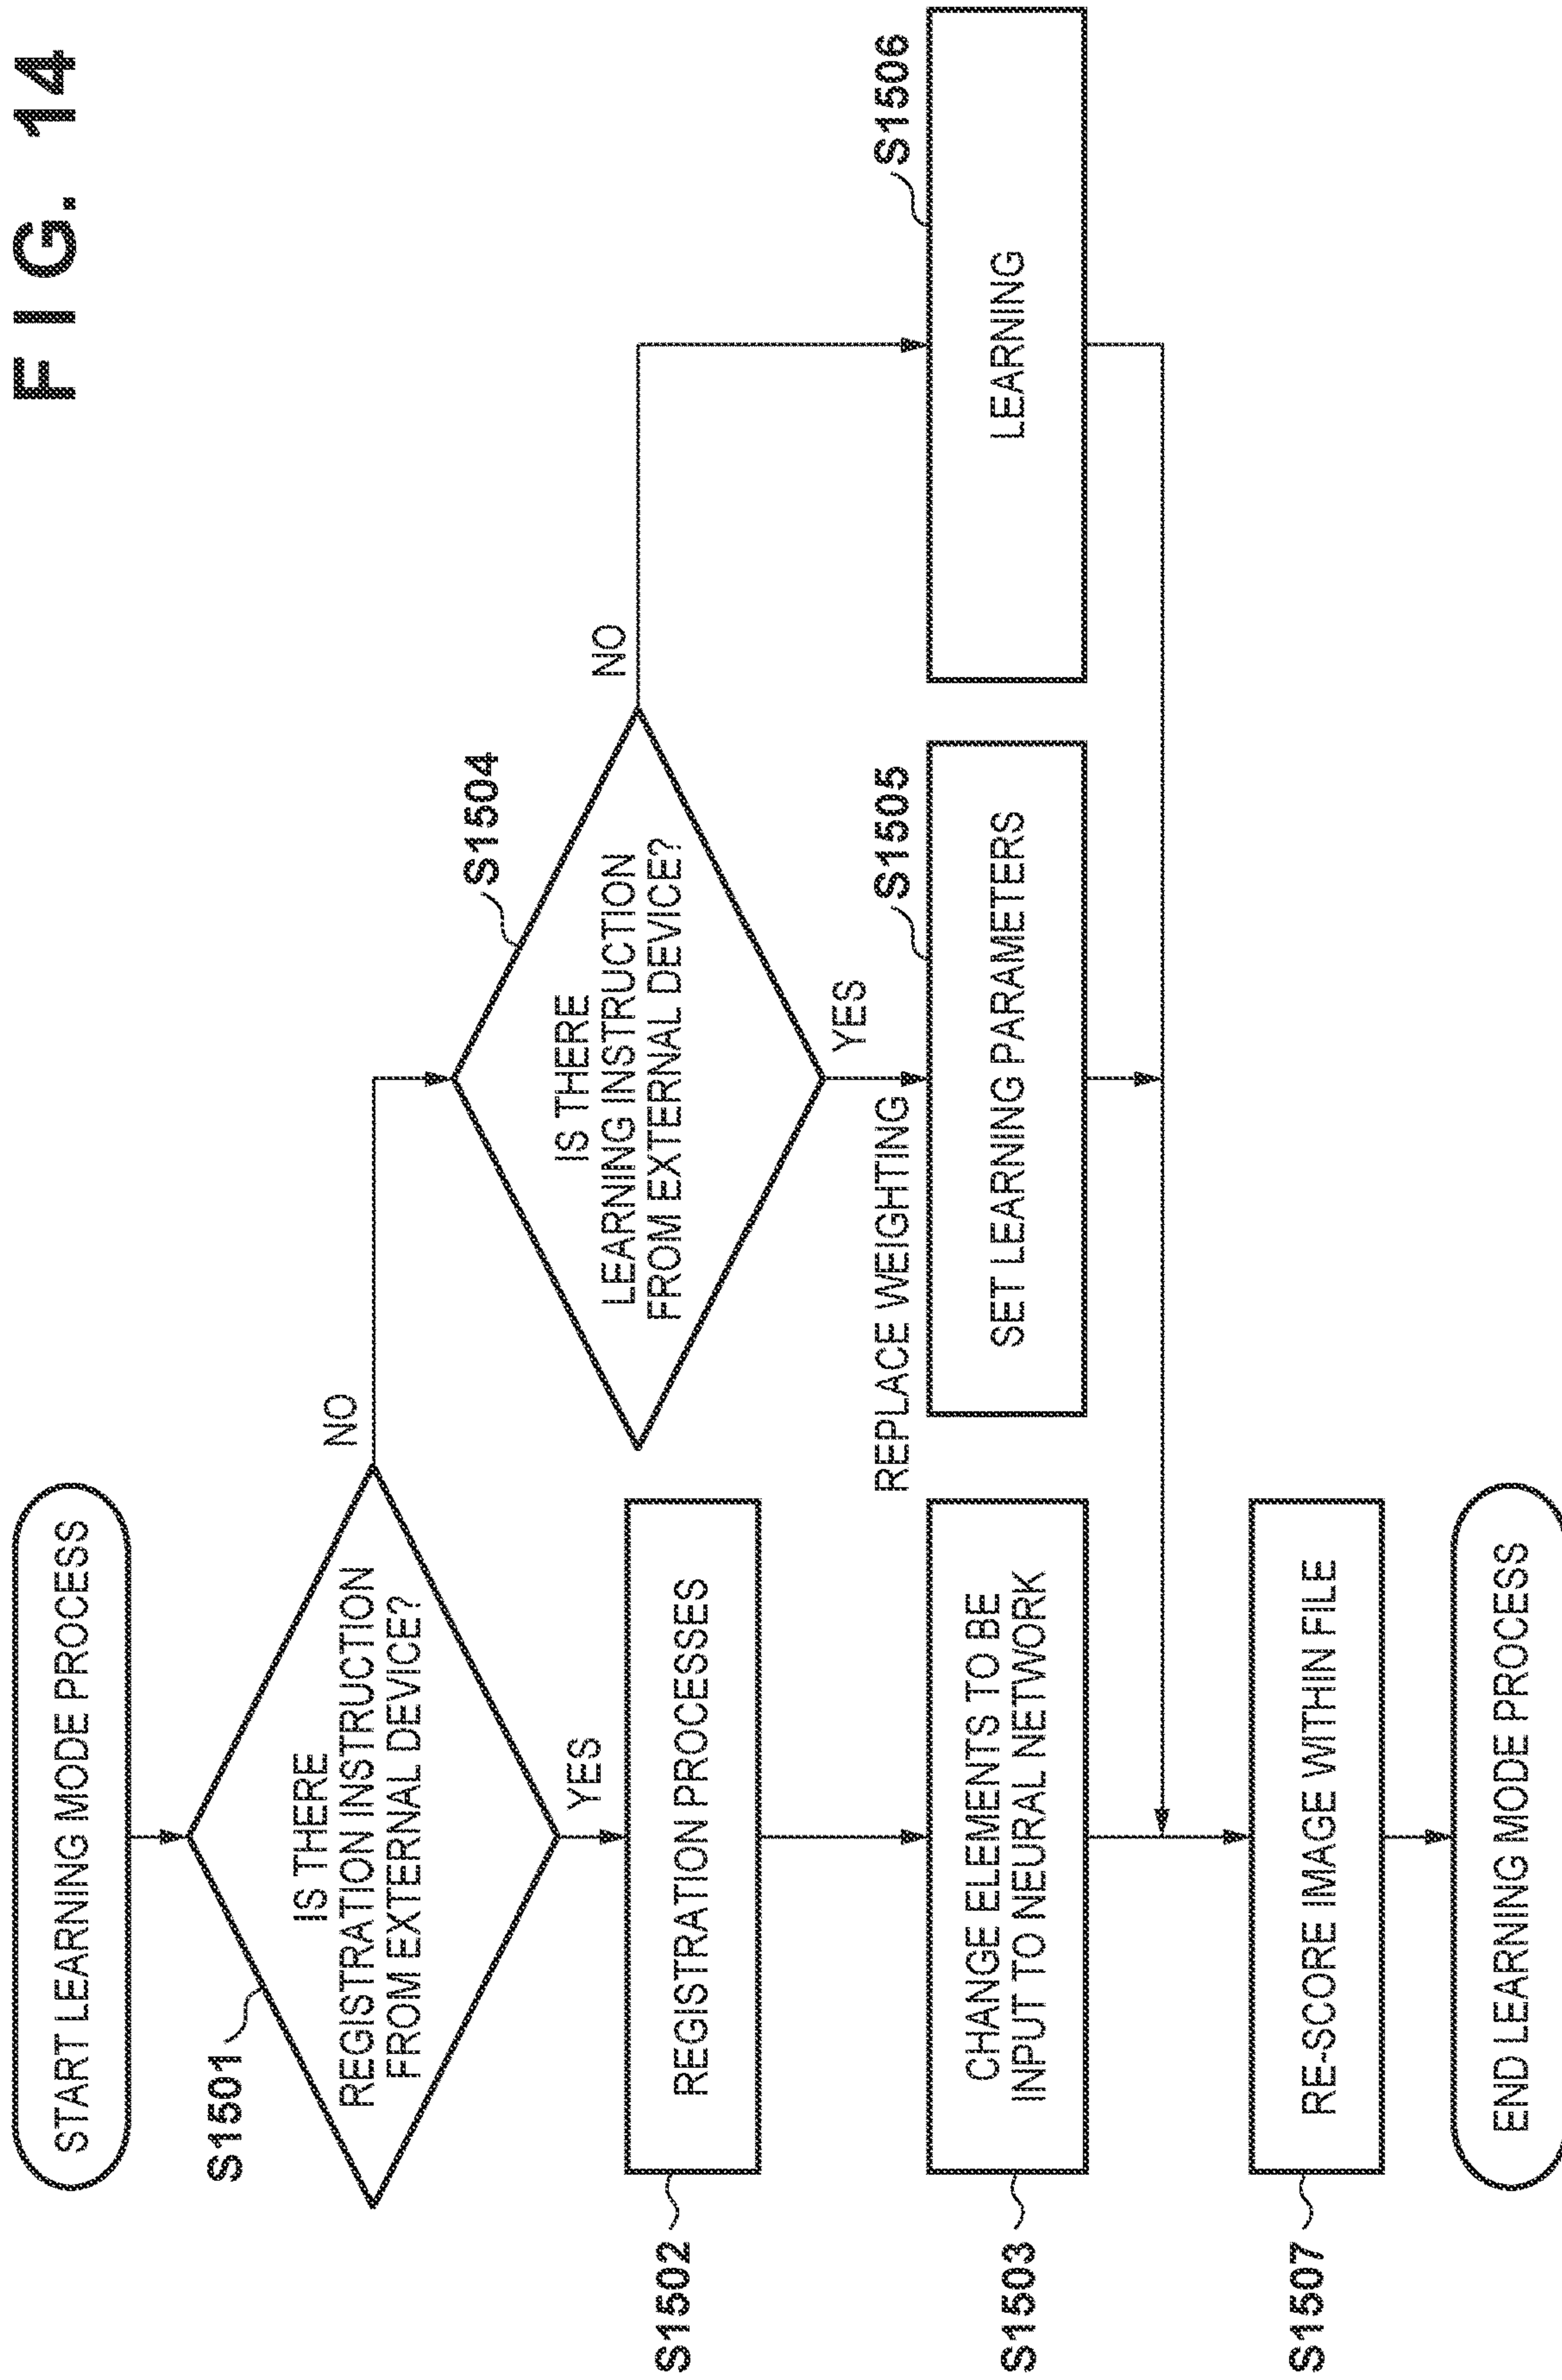 FIG. 14
START LEARNING MODE PROCESS
S1501
IS THERE
REGISTRATION INSTRUCTION
FROM EXTERNAL DEVICE?
NO
YES
S1504
IS THERE
LEARNING INSTRUCTION
FROM EXTERNAL DEVICE?
NO
YES
S1502
REGISTRATION PROCESSES
REPLACE WEIGHTING
S1503
CHANGE ELEMENTS TO BE
INPUT TO NEURAL NETWORK
S1505
SET LEARNING PARAMETERS
S1506
LEARNING
S1507
RE-SCORE IMAGE WITHIN FILE
END LEARNING MODE PROCESS